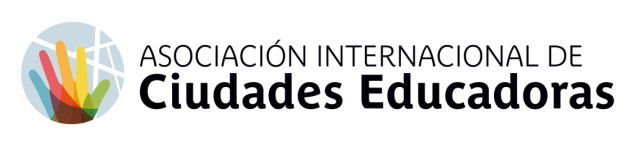 ASOCIACIÓN INTERNACIONAL DE
Ciudades Educadoras